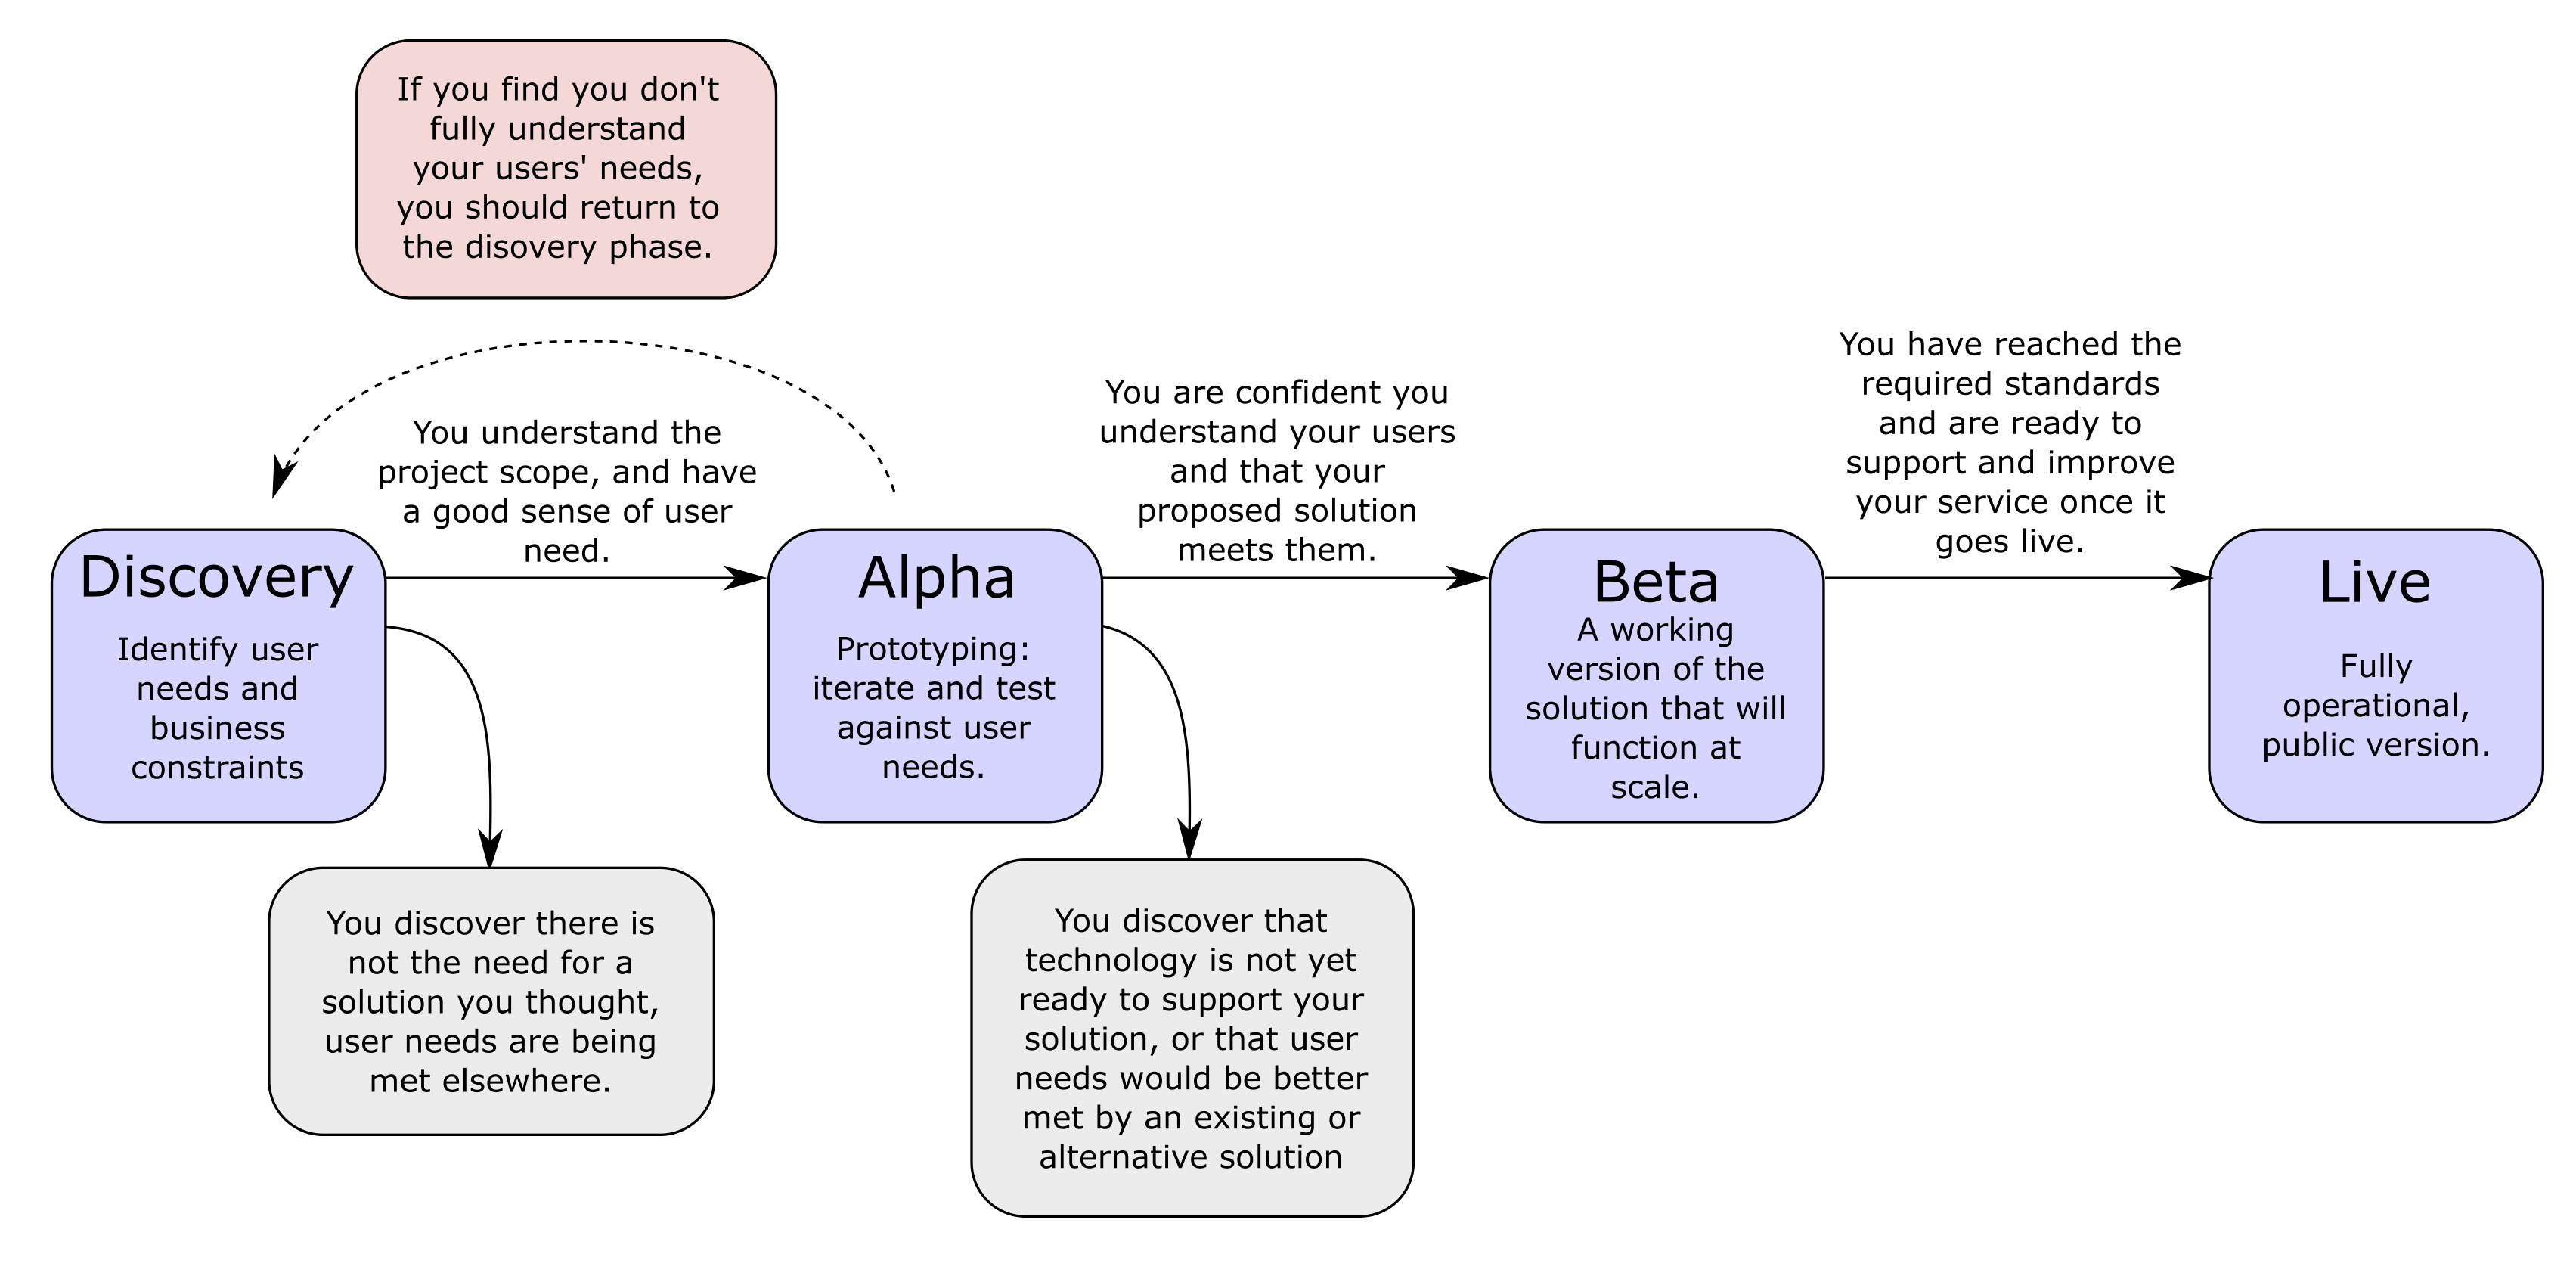 If you find you don't
fully understand
your users' needs,
you should return to
the disovery phase.
You understand the
project scope, and have
a good sense of user
need.
You are confident you
understand your users
and that your
proposed solution
meets them.
You have reached the
required standards
and are ready to
support and improve
your service once it
goes live.
Discovery
Identify user
needs and
business
constraints
Alpha
Prototyping:
iterate and test
against user
needs.
Beta
A working
version of the
solution that will
function at
scale.
Live
Fully
operational,
public version.
You discover there is
not the need for a
solution you thought,
user needs are being
met elsewhere.
You discover that
technology is not yet
ready to support your
solution, or that user
needs would be better
met by an existing or
alternative solution